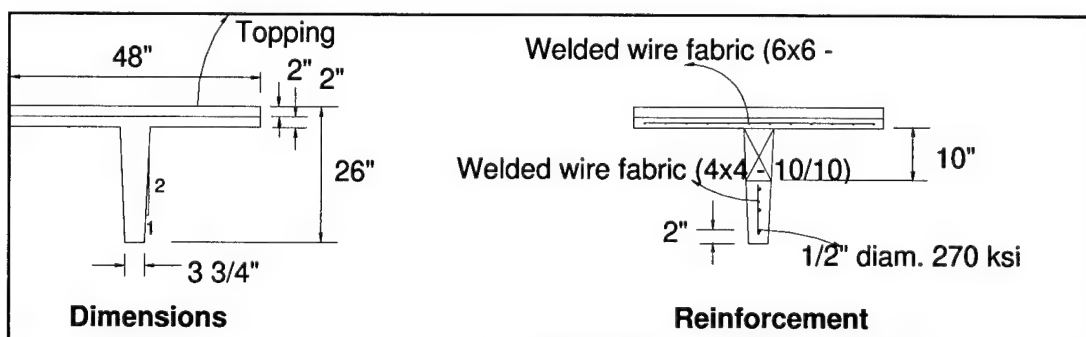 Topping
48"
2"
2"
26"
2
1
3 3/4"
Dimensions
Welded wire fabric (6x6 -
10"
Welded wire fabric (4x4 - 10/10)
2"
1/2" diam. 270 ksi
Reinforcement